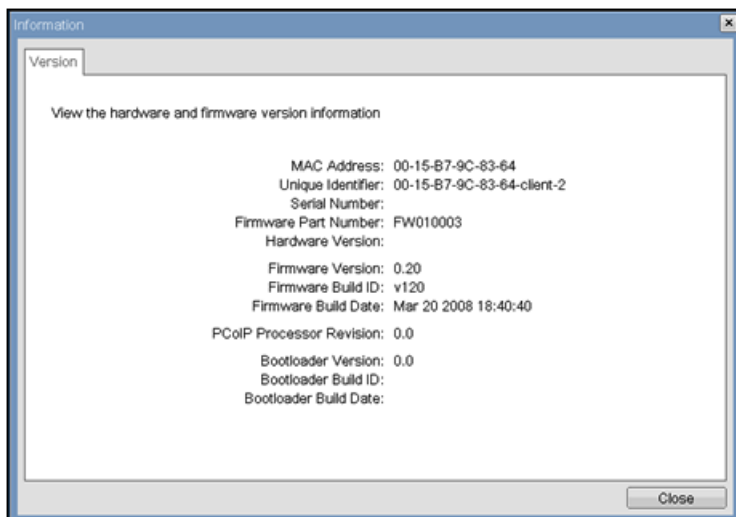 Information
Version
View the hardware and firmware version information
MAC Address: 00-15-B7-9C-83-64
Unique Identifier: 00-15-B7-9C-83-64-client-2
Serial Number:
Firmware Part Number: FW010003
Hardware Version:
Firmware Version: 0.20
Firmware Build ID: v120
Firmware Build Date: Mar 20 2008 18:40:40
PCoIP Processor Revision: 0.0
Bootloader Version: 0.0
Bootloader Build ID:
Bootloader Build Date:
Close